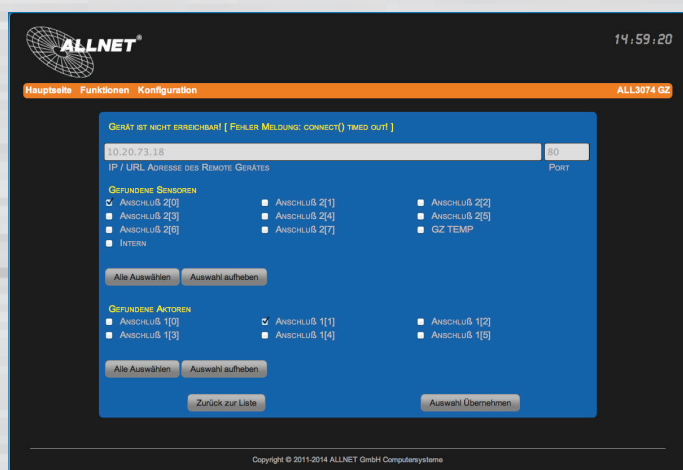 ALLNET®
14:59:20
Hauptseite Funktionen Konfiguration ALL3074 GZ
Gerät ist nicht erreichbar! [ Fehler Meldung: connect() timed out! ]
10.20.73.18 80
IP / URL Adresse des Remote Gerätes Port
Gefundene Sensoren
Anschluß 2[0] Anschluß 2[1] Anschluß 2[2]
Anschluß 2[3] Anschluß 2[4] Anschluß 2[5]
Anschluß 2[6] Anschluß 2[7] GZ TEMP
Intern
Alle Auswählen Auswahl aufheben
Gefundene Aktoren
Anschluß 1[0] Anschluß 1[1] Anschluß 1[2]
Anschluß 1[3] Anschluß 1[4] Anschluß 1[5]
Alle Auswählen Auswahl aufheben
Zurück zur Liste Auswahl Übernehmen
Copyright © 2011-2014 ALLNET GmbH Computersysteme